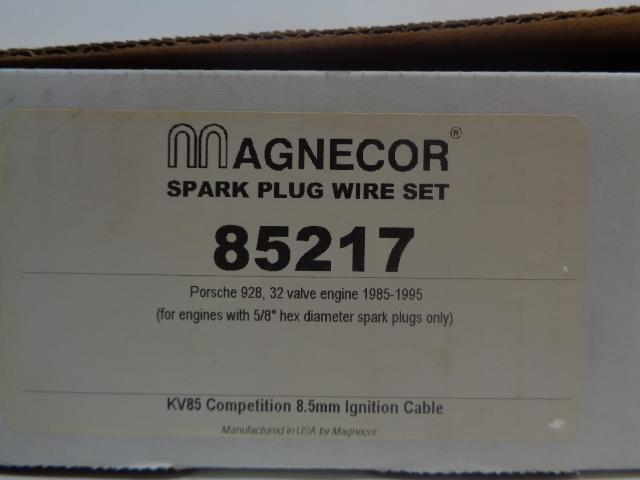 MAGNECOR®
SPARK PLUG WIRE SET
85217
Porsche 928, 32 valve engine 1985-1995
(for engines with 5/8" hex diameter spark plugs only)
KV85 Competition 8.5mm Ignition Cable
Manufactured in USA by Magnecor